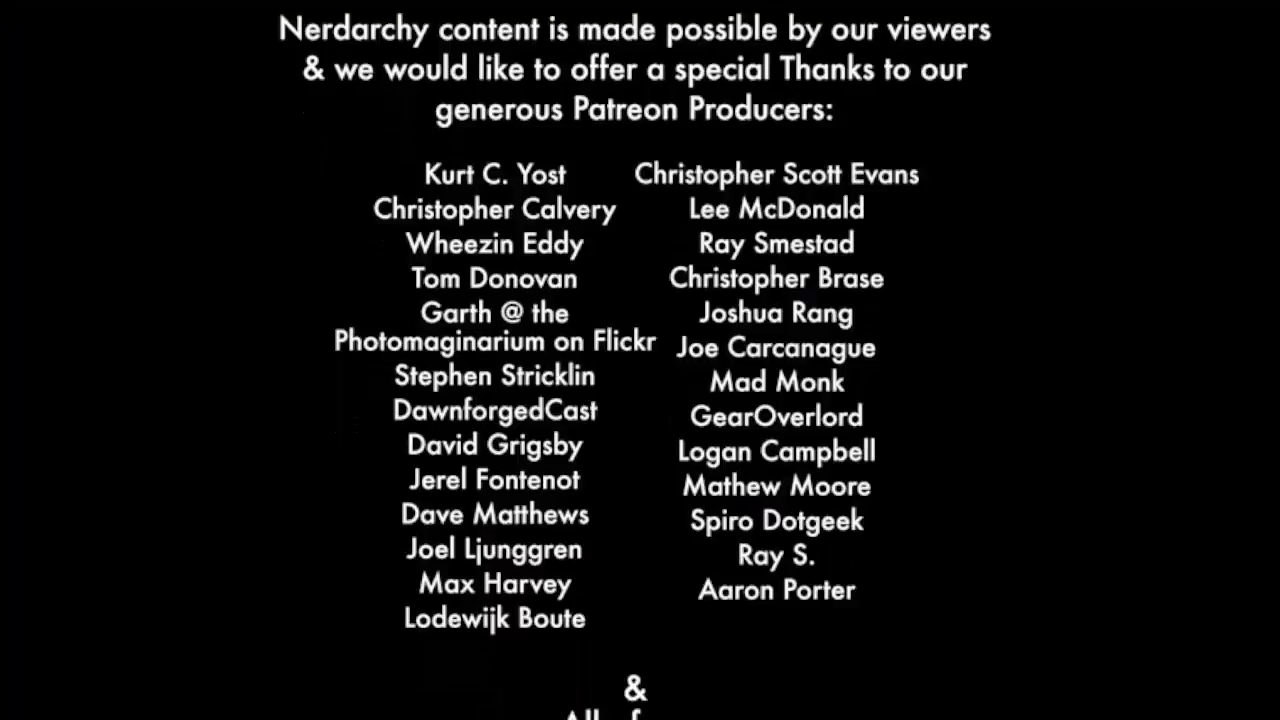 Nerdarchy content is made possible by our viewers
& we would like to offer a special Thanks to our
generous Patreon Producers:
Kurt C. Yost
Christopher Calvery
Wheezin Eddy
Tom Donovan
Garth @ the
Photomaginarium on Flickr
Stephen Stricklin
DawnforgedCast
David Grigsby
Jerel Fontenot
Dave Matthews
Joel Ljunggren
Max Harvey
Lodewijk Boute
Christopher Scott Evans
Lee McDonald
Ray Smestad
Christopher Brase
Joshua Rang
Joe Carcanague
Mad Monk
GearOverlord
Logan Campbell
Mathew Moore
Spiro Dotgeek
Ray S.
Aaron Porter
&